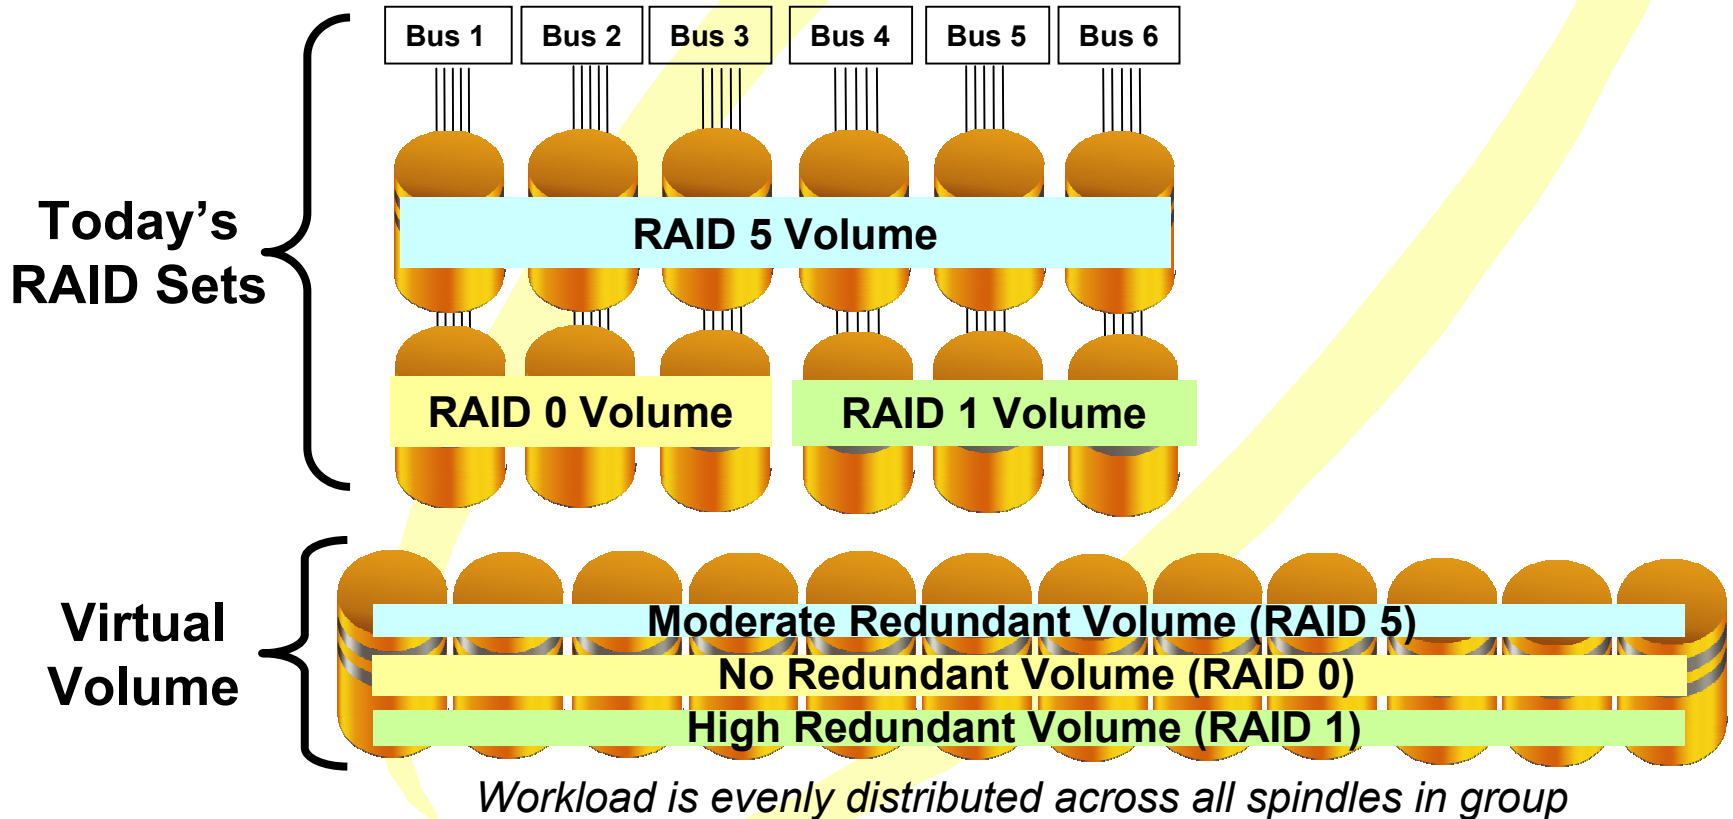 Bus 1
Bus 2
Bus 3
Bus 4
Bus 5
Bus 6
Today’s
RAID Sets
RAID 5 Volume
RAID 0 Volume
RAID 1 Volume
Virtual
Volume
Moderate Redundant Volume (RAID 5)
No Redundant Volume (RAID 0)
High Redundant Volume (RAID 1)
Workload is evenly distributed across all spindles in group